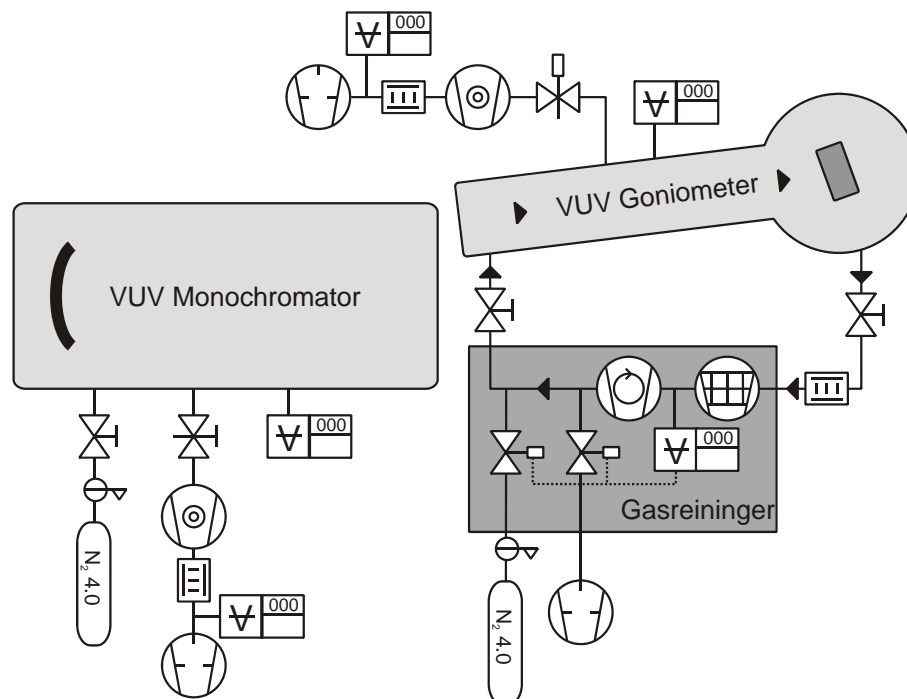 000
000
VUV Goniometer
VUV Monochromator
000
000
Gasreininger
N₂ 4.0
000
N₂ 4.0